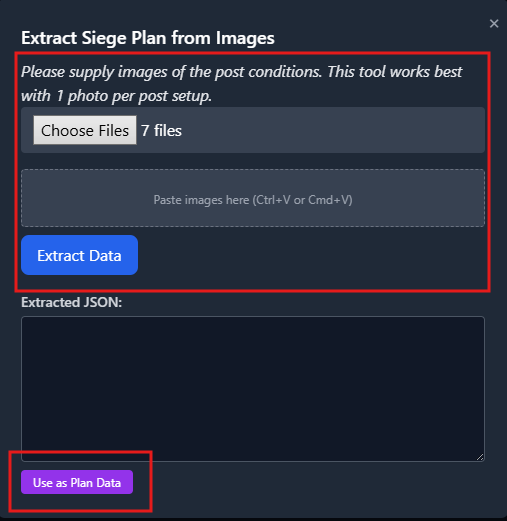 ×
Extract Siege Plan from Images
Please supply images of the post conditions. This tool works best
with 1 photo per post setup.
Choose Files 7 files
Paste images here (Ctrl+V or Cmd+V)
Extract Data
Extracted JSON:
Use as Plan Data